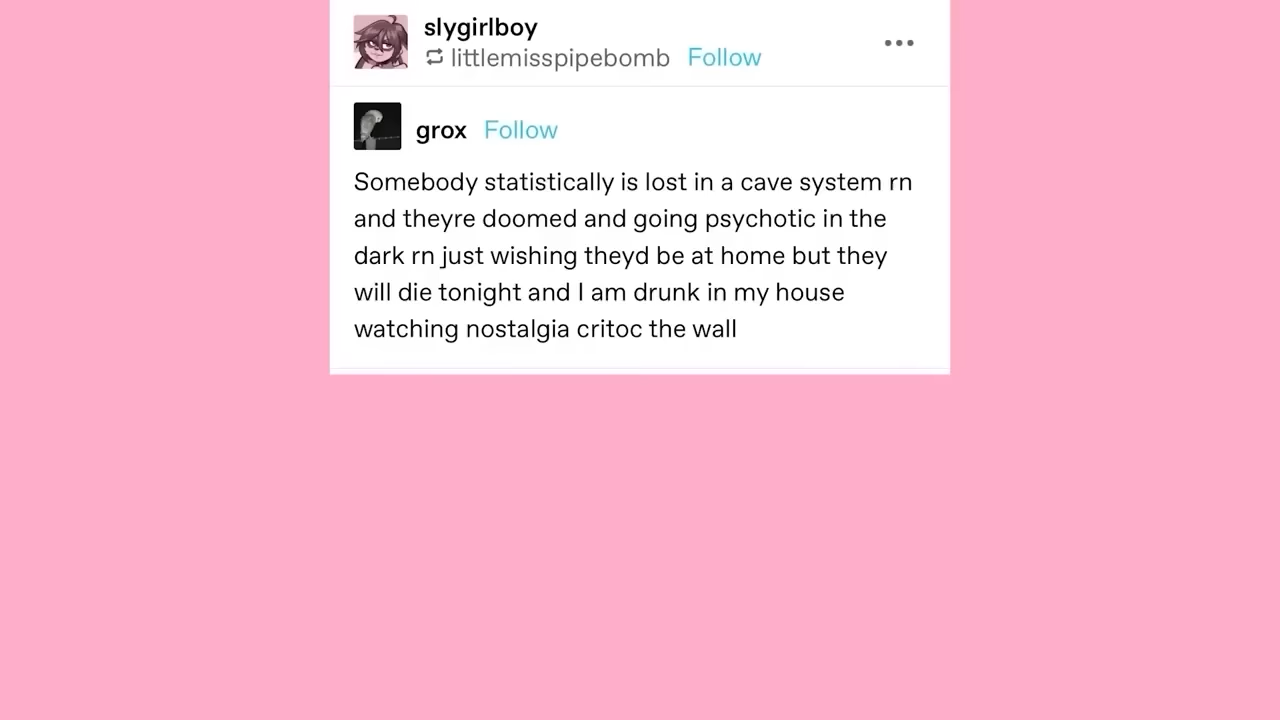 slygirlboy
littlemisspipebomb Follow
grox Follow
Somebody statistically is lost in a cave system rn
and theyre doomed and going psychotic in the
dark rn just wishing theyd be at home but they
will die tonight and I am drunk in my house
watching nostalgia critoc the wall